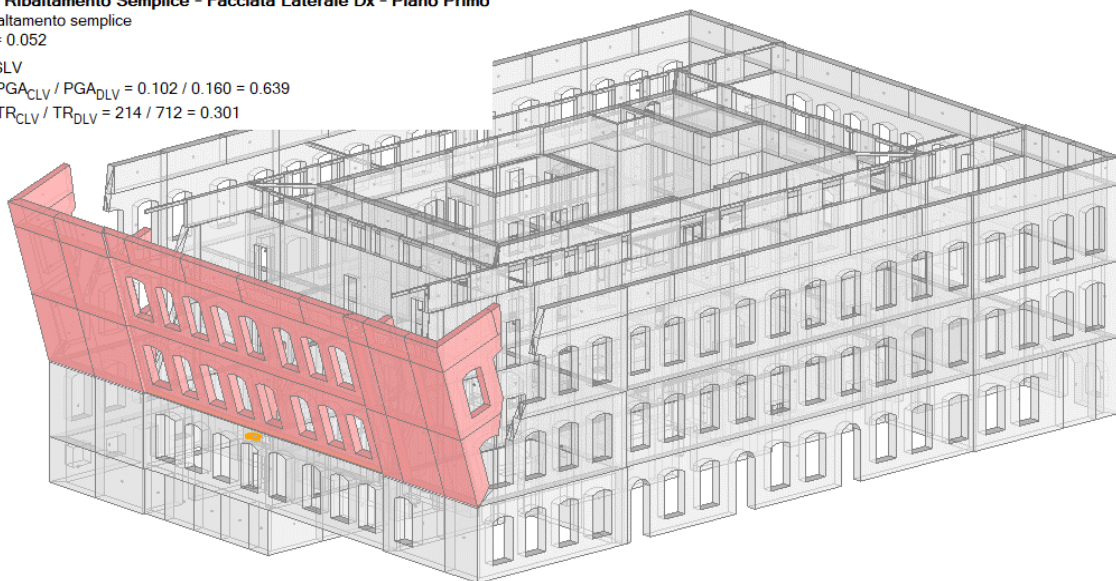 Ribaltamento Semplice - Facciata Laterale Dx - Piano Primo
altamento semplice
= 0.052
SLV
PGACLV / PGADLV = 0.102 / 0.160 = 0.639
TRCLV / TRDLV = 214 / 712 = 0.301